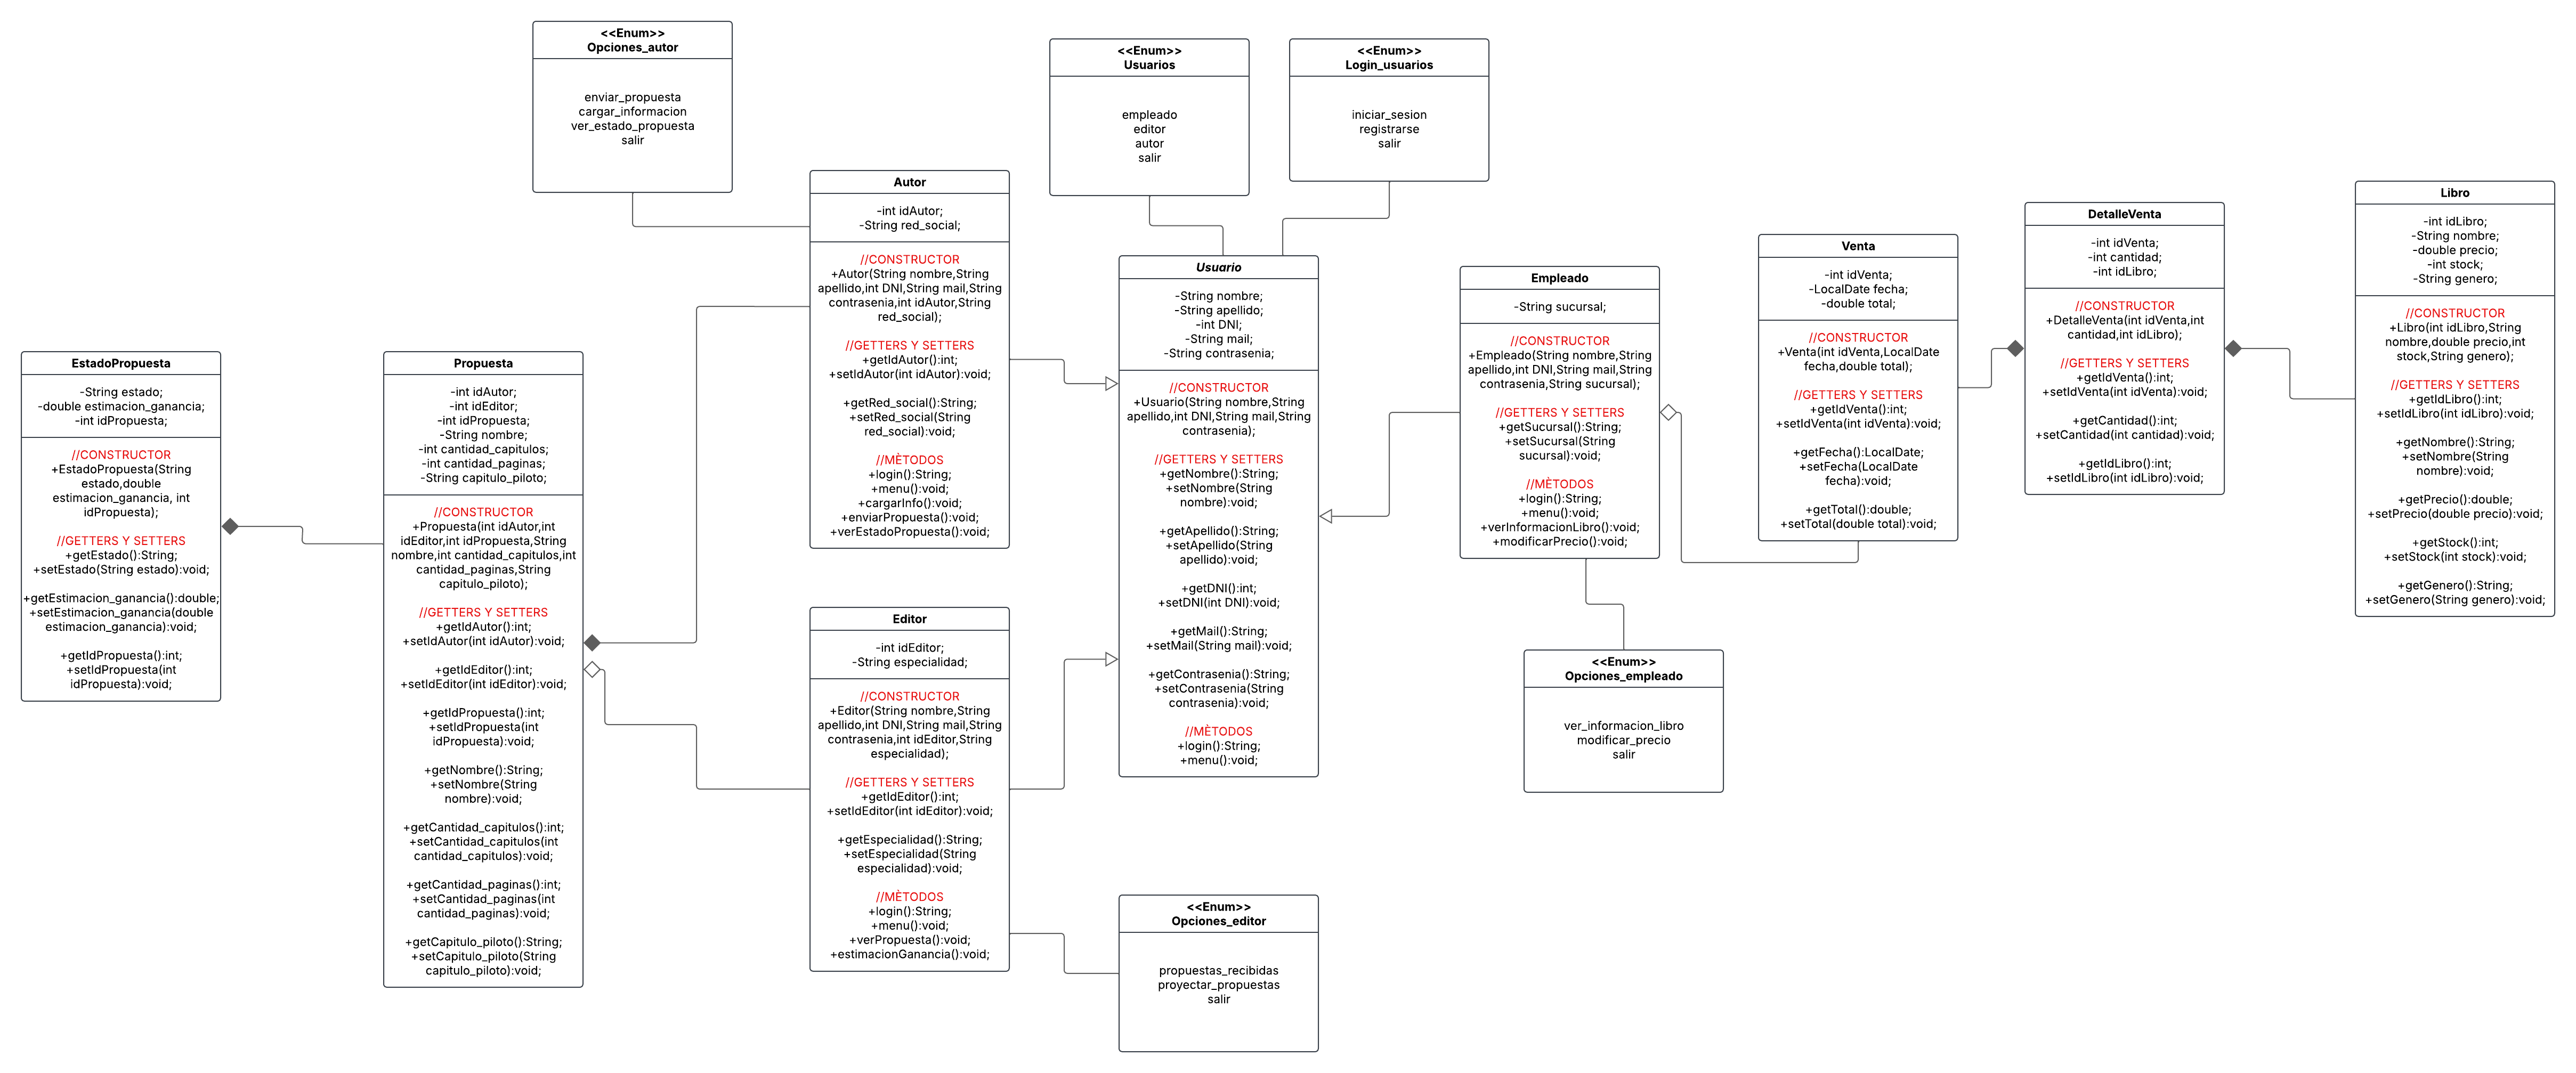 <<Enum>>
Opciones_autor
enviar_propuesta
cargar_informacion
ver_estado_propuesta
salir
<<Enum>>
Usuarios
empleado
editor
autor
salir
<<Enum>>
Login_usuarios
iniciar_sesion
registrarse
salir
EstadoPropuesta
-String estado;
-double estimacion_ganancia;
-int idPropuesta;
//CONSTRUCTOR
+EstadoPropuesta(String
estado,double
estimacion_ganancia, int
idPropuesta);
//GETTERS Y SETTERS
+getEstado():String;
+setEstado(String estado):void;
+getEstimacion_ganancia():double;
+setEstimacion_ganancia(double
estimacion_ganancia):void;
+getIdPropuesta():int;
+setIdPropuesta(int
idPropuesta):void;
Propuesta
-int idAutor;
-int idEditor;
-int idPropuesta;
-String nombre;
-int cantidad_capitulos;
-int cantidad_paginas;
-String capitulo_piloto;
//CONSTRUCTOR
+Propuesta(int idAutor,int
idEditor,int idPropuesta,String
nombre,int cantidad_capitulos,int
cantidad_paginas,String
capitulo_piloto);
//GETTERS Y SETTERS
+getIdAutor():int;
+setIdAutor(int idAutor):void;
+getIdEditor():int;
+setIdEditor(int idEditor):void;
+getIdPropuesta():int;
+setIdPropuesta(int
idPropuesta):void;
+getNombre():String;
+setNombre(String
nombre):void;
+getCantidad_capitulos():int;
+setCantidad_capitulos(int
cantidad_capitulos):void;
+getCantidad_paginas():int;
+setCantidad_paginas(int
cantidad_paginas):void;
+getCapitulo_piloto():String;
+setCapitulo_piloto(String
capitulo_piloto):void;
Autor
-int idAutor;
-String red_social;
//CONSTRUCTOR
+Autor(String nombre,String
apellido,int DNI,String mail,String
contrasenia,int idAutor,String
red_social);
//GETTERS Y SETTERS
+getIdAutor():int;
+setIdAutor(int idAutor):void;
+getRed_social():String;
+setRed_social(String
red_social):void;
//MÈTODOS
+login():String;
+menu():void;
+cargarInfo():void;
+enviarPropuesta():void;
+verEstadoPropuesta():void;
Editor
-int idEditor;
-String especialidad;
//CONSTRUCTOR
+Editor(String nombre,String
apellido,int DNI,String mail,String
contrasenia,int idEditor,String
especialidad);
//GETTERS Y SETTERS
+getIdEditor():int;
+setIdEditor(int idEditor):void;
+getEspecialidad():String;
+setEspecialidad(String
especialidad):void;
//MÈTODOS
+login():String;
+menu():void;
+verPropuesta():void;
+estimacionGanancia():void;
Usuario
-String nombre;
-String apellido;
-int DNI;
-String mail;
-String contrasenia;
//CONSTRUCTOR
+Usuario(String nombre,String
apellido,int DNI,String mail,String
contrasenia);
//GETTERS Y SETTERS
+getNombre():String;
+setNombre(String
nombre):void;
+getApellido():String;
+setApellido(String
apellido):void;
+getDNI():int;
+setDNI(int DNI):void;
+getMail():String;
+setMail(String mail):void;
+getContrasenia():String;
+setContrasenia(String
contrasenia):void;
//MÈTODOS
+login():String;
+menu():void;
<<Enum>>
Opciones_editor
propuestas_recibidas
proyectar_propuestas
salir
Empleado
-String sucursal;
//CONSTRUCTOR
+Empleado(String nombre,String
apellido,int DNI,String mail,String
contrasenia,String sucursal);
//GETTERS Y SETTERS
+getSucursal():String;
+setSucursal(String
sucursal):void;
//MÈTODOS
+login():String;
+menu():void;
+verInformacionLibro():void;
+modificarPrecio():void;
<<Enum>>
Opciones_empleado
ver_informacion_libro
modificar_precio
salir
Venta
-int idVenta;
-LocalDate fecha;
-double total;
//CONSTRUCTOR
+Venta(int idVenta,LocalDate
fecha,double total);
//GETTERS Y SETTERS
+getIdVenta():int;
+setIdVenta(int idVenta):void;
+getFecha():LocalDate;
+setFecha(LocalDate
fecha):void;
+getTotal():double;
+setTotal(double total):void;
DetalleVenta
-int idVenta;
-int cantidad;
-int idLibro;
//CONSTRUCTOR
+DetalleVenta(int idVenta,int
cantidad,int idLibro);
//GETTERS Y SETTERS
+getIdVenta():int;
+setIdVenta(int idVenta):void;
+getCantidad():int;
+setCantidad(int cantidad):void;
+getIdLibro():int;
+setIdLibro(int idLibro):void;
Libro
-int idLibro;
-String nombre;
-double precio;
-int stock;
-String genero;
//CONSTRUCTOR
+Libro(int idLibro,String
nombre,double precio,int
stock,String genero);
//GETTERS Y SETTERS
+getIdLibro():int;
+setIdLibro(int idLibro):void;
+getNombre():String;
+setNombre(String
nombre):void;
+getPrecio():double;
+setPrecio(double precio):void;
+getStock():int;
+setStock(int stock):void;
+getGenero():String;
+setGenero(String genero):void;